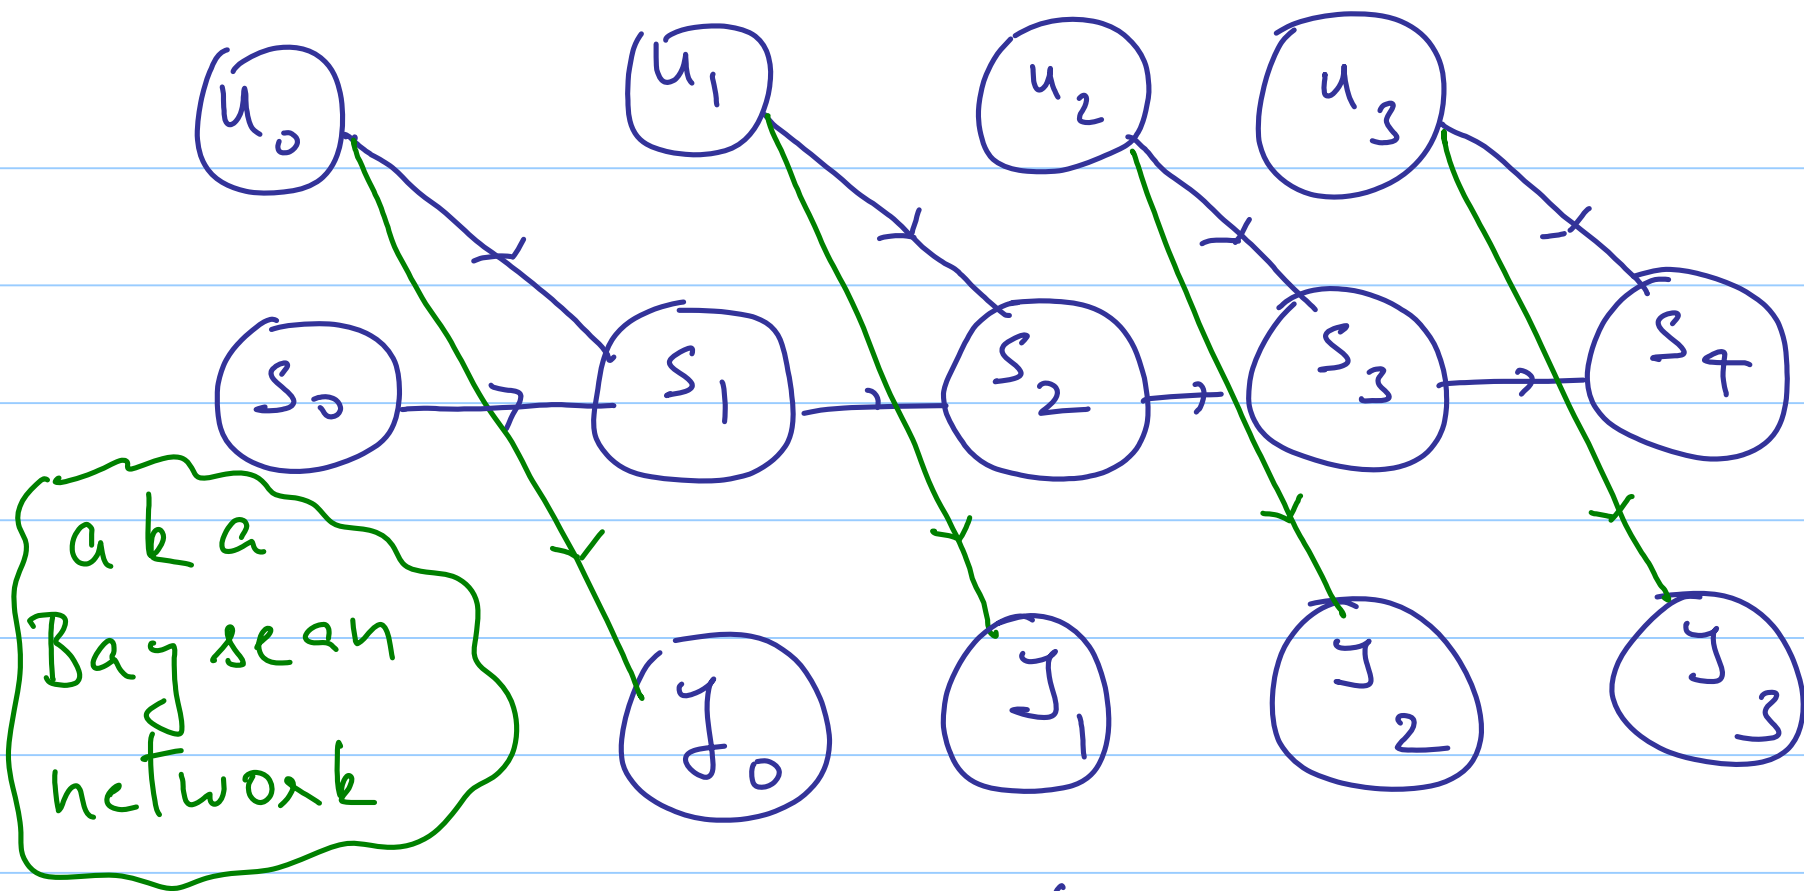 u0 u1 u2 u3
S0 S1 S2 S3 S4
aka
Baysean
network
y0 y1 y2 y3